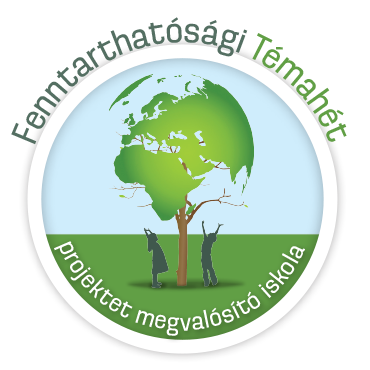 Fenntarthatósági Témahét
projektet megvalósító iskola